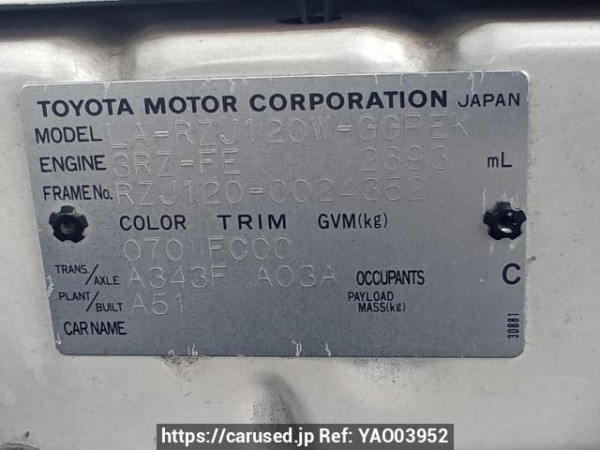 TOYOTA MOTOR CORPORATION JAPAN
MODEL LA-RZJ120W-GGPEK
ENGINE 3RZ-FE 2693 mL
FRAME No. RZJ120-0024352
COLOR TRIM GVM(kg)
070 FC00
TRANS/AXLE A343F A03A OCCUPANTS C
PLANT/BUILT A51 PAYLOAD MASS(kg)
CAR NAME
30881
https://carused.jp Ref: YAO03952